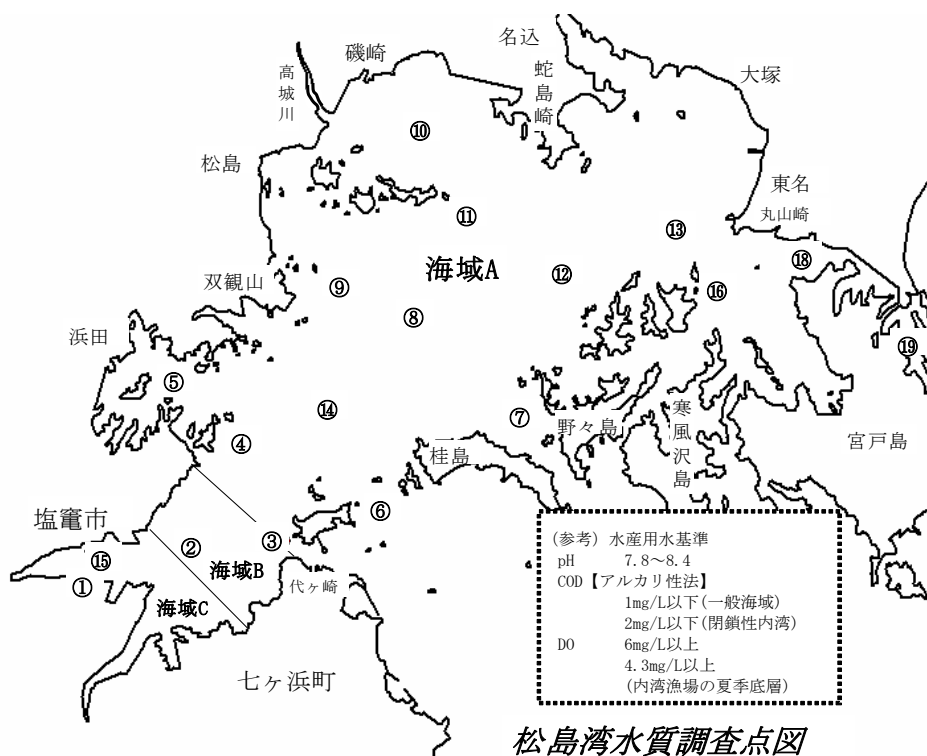 名込
磯崎
高城川
蛇島崎
大塚
⑩
松島
東名
丸山崎
⑪
⑬
⑱
海域A
⑫
双観山
⑨
⑯
⑧
浜田
⑲
⑤
⑭
⑦
野々島
寒風沢島
④
桂島
宮戸島
塩竈市
⑥
③
②
海域B
⑮
①
代ヶ崎
海域C
七ヶ浜町
(参考) 水産用水基準
pH 7.8～8.4
COD【アルカリ性法】
1mg/L以下(一般海域)
2mg/L以下(閉鎖性内湾)
DO 6mg/L以上
4.3mg/L以上
(内湾漁場の夏季底層)
松島湾水質調査点図